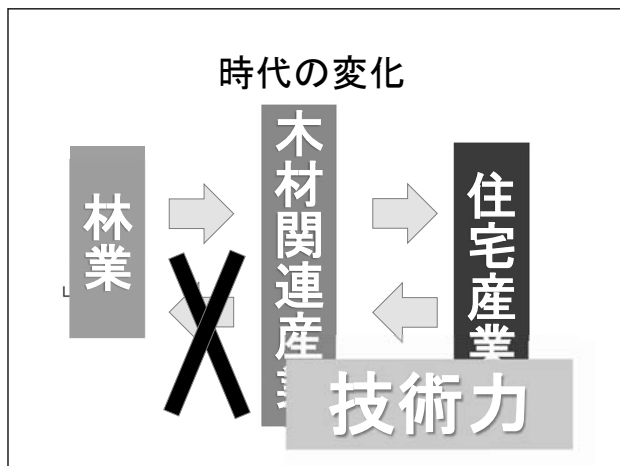 時代の変化
林業
木材関連産業
住宅産業
技術力